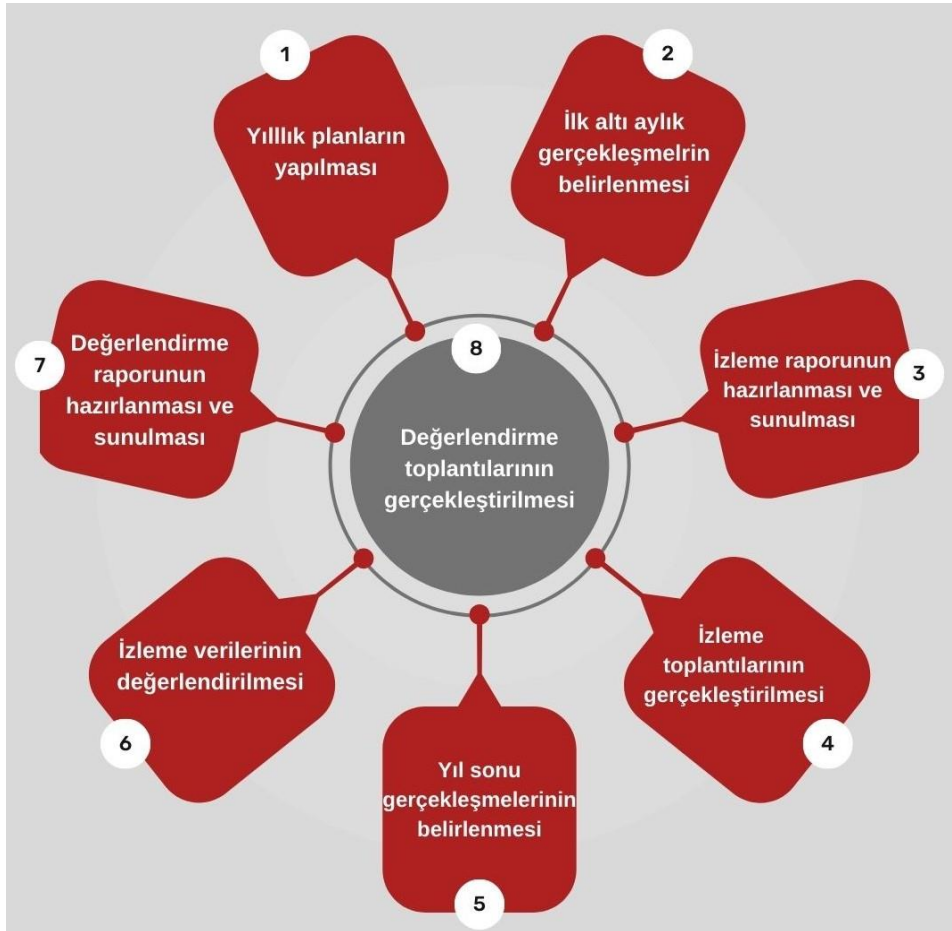 1
Yılllık planların
yapılması
2
İlk altı aylık
gerçekleşmelrin
belirlenmesi
3
İzleme raporunun
hazırlanması ve
sunulması
4
İzleme
toplantılarının
gerçekleştirilmesi
5
Yıl sonu
gerçekleşmelerinin
belirlenmesi
6
İzleme verilerinin
değerlendirilmesi
7
Değerlendirme
raporunun
hazırlanması ve
sunulması
8
Değerlendirme
toplantılarının
gerçekleştirilmesi